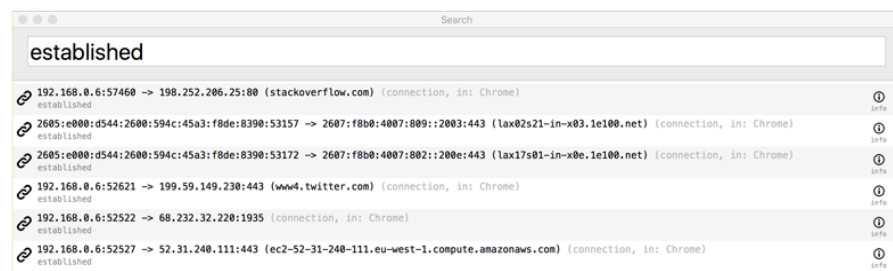 Search
established
192.168.0.6:57460 -> 198.252.206.25:80 (stackoverflow.com) (connection, in: Chrome)
established
info
2605:e000:d544:2600:594c:45a3:f8de:8390:53157 -> 2607:f8b0:4007:809::2003:443 (lax02s21-in-x03.1e100.net) (connection, in: Chrome)
established
info
2605:e000:d544:2600:594c:45a3:f8de:8390:53172 -> 2607:f8b0:4007:802::200e:443 (lax17s01-in-x0e.1e100.net) (connection, in: Chrome)
established
info
192.168.0.6:52621 -> 199.59.149.230:443 (www4.twitter.com) (connection, in: Chrome)
established
info
192.168.0.6:52522 -> 68.232.32.220:1935 (connection, in: Chrome)
established
info
192.168.0.6:52527 -> 52.31.240.111:443 (ec2-52-31-240-111.eu-west-1.compute.amazonaws.com) (connection, in: Chrome)
established
info